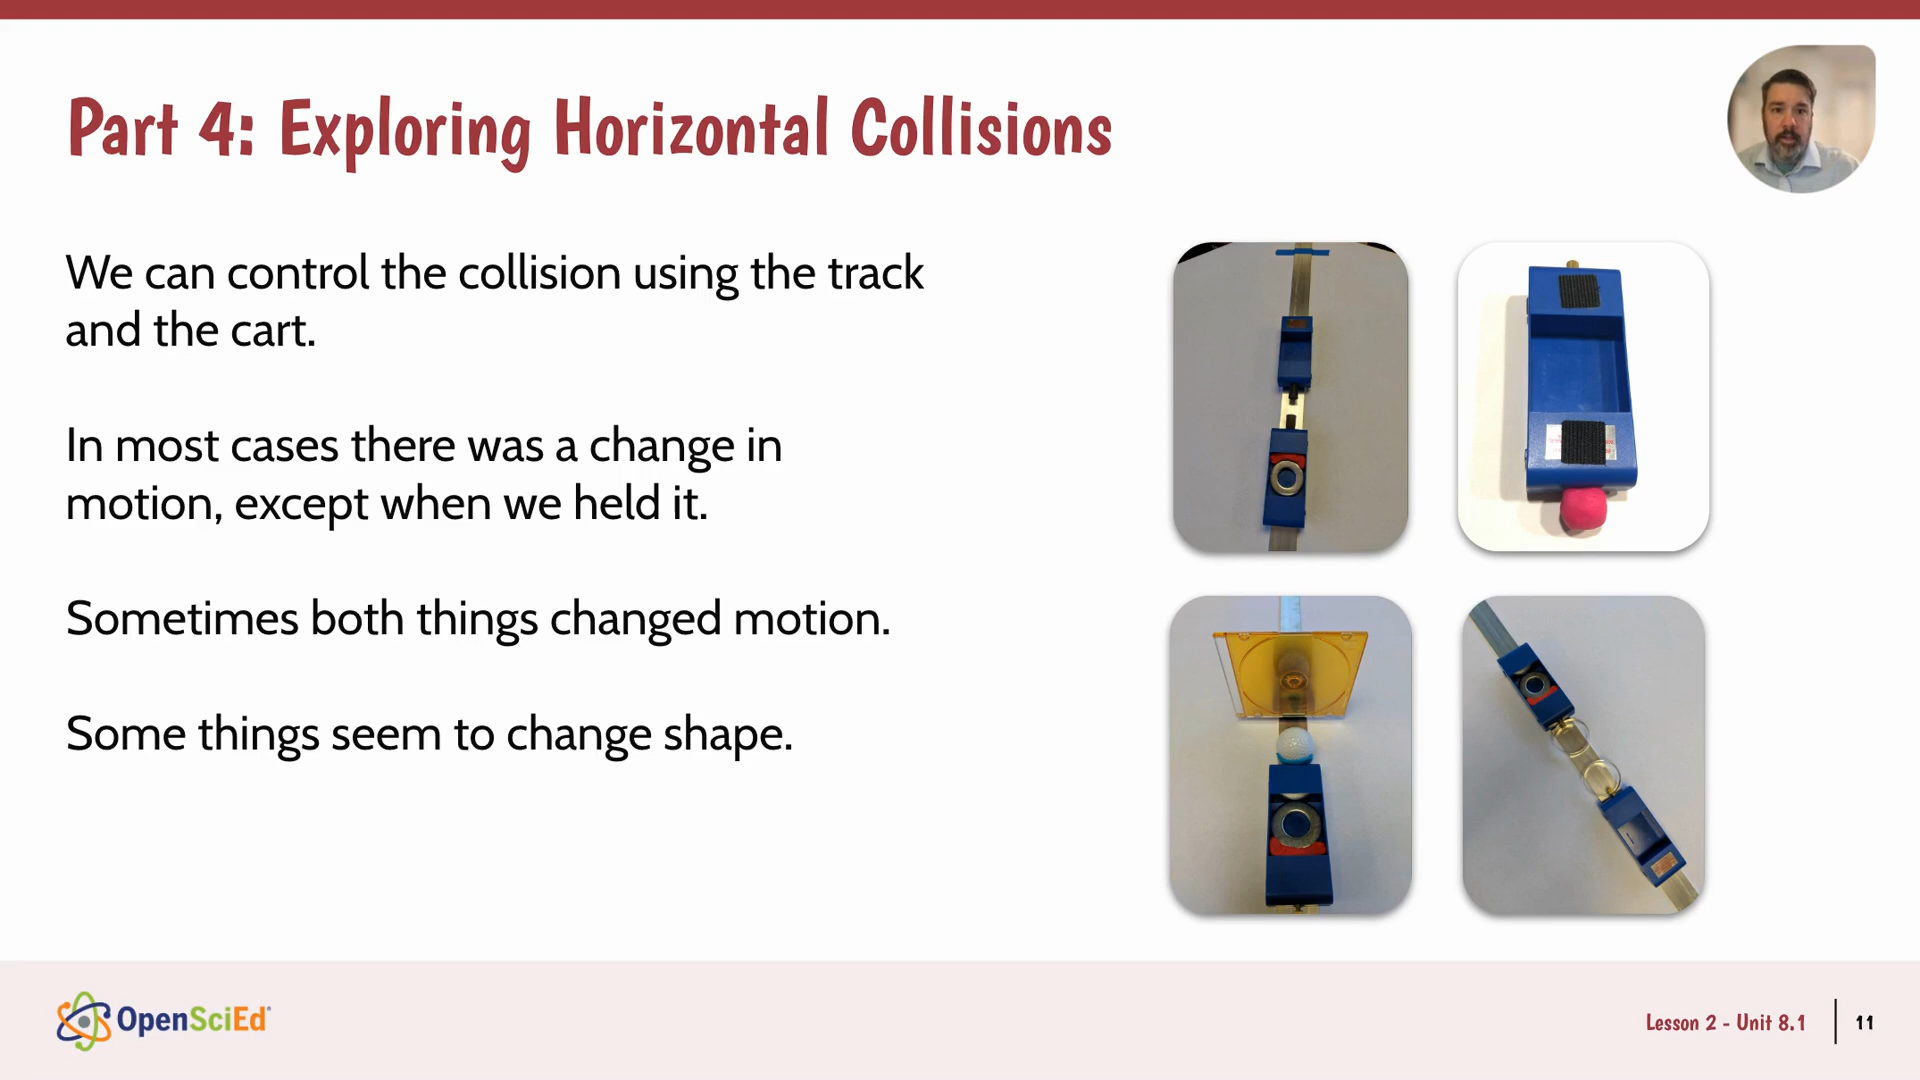 Part 4: Exploring Horizontal Collisions
We can control the collision using the track
and the cart.
In most cases there was a change in
motion, except when we held it.
Sometimes both things changed motion.
Some things seem to change shape.
OpenSciEd®
Lesson 2 - Unit 8.1
11